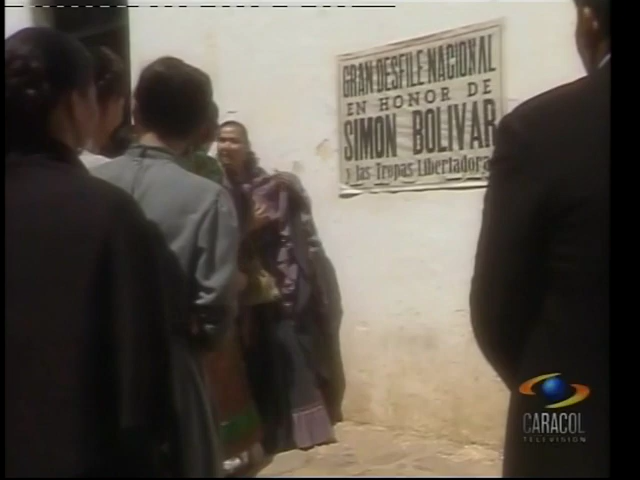 GRAN DESFILE NACIONAL
EN HONOR DE
SIMON BOLIVAR
y las Tropas Libertadoras
CARACOL
TELEVISION